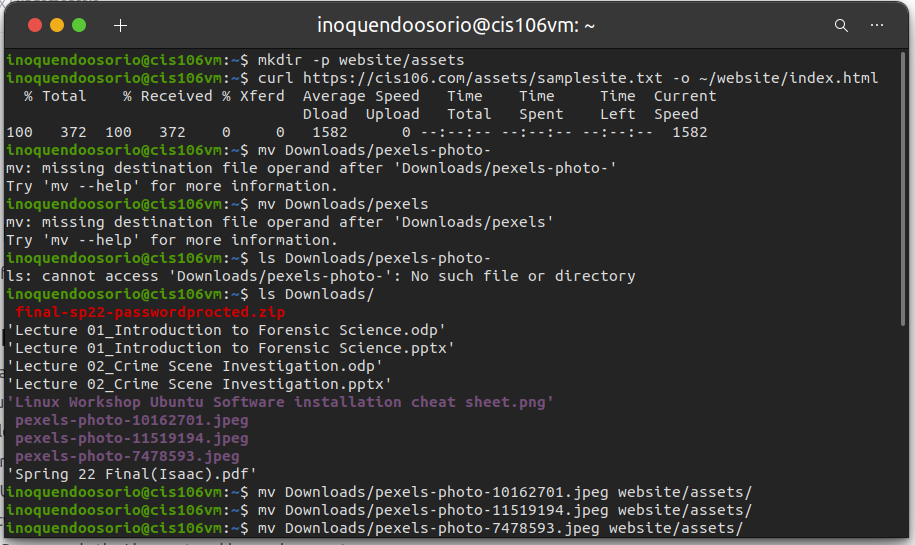 inoquendoosorio@cis106vm: ~
inoquendoosorio@cis106vm:~$ mkdir -p website/assets
inoquendoosorio@cis106vm:~$ curl https://cis106.com/assets/samplesite.txt -o ~/website/index.html
  % Total    % Received % Xferd  Average Speed   Time    Time     Time  Current
                                 Dload  Upload   Total   Spent    Left  Speed
100   372  100   372    0     0   1582      0 --:--:-- --:--:-- --:--:--  1582
inoquendoosorio@cis106vm:~$ mv Downloads/pexels-photo-
mv: missing destination file operand after 'Downloads/pexels-photo-'
Try 'mv --help' for more information.
inoquendoosorio@cis106vm:~$ mv Downloads/pexels
mv: missing destination file operand after 'Downloads/pexels'
Try 'mv --help' for more information.
inoquendoosorio@cis106vm:~$ ls Downloads/pexels-photo-
ls: cannot access 'Downloads/pexels-photo-': No such file or directory
inoquendoosorio@cis106vm:~$ ls Downloads/
 final-sp22-passwordprocted.zip
'Lecture 01_Introduction to Forensic Science.odp'
'Lecture 01_Introduction to Forensic Science.pptx'
'Lecture 02_Crime Scene Investigation.odp'
'Lecture 02_Crime Scene Investigation.pptx'
'Linux Workshop Ubuntu Software installation cheat sheet.png'
 pexels-photo-10162701.jpeg
 pexels-photo-11519194.jpeg
 pexels-photo-7478593.jpeg
'Spring 22 Final(Isaac).pdf'
inoquendoosorio@cis106vm:~$ mv Downloads/pexels-photo-10162701.jpeg website/assets/
inoquendoosorio@cis106vm:~$ mv Downloads/pexels-photo-11519194.jpeg website/assets/
inoquendoosorio@cis106vm:~$ mv Downloads/pexels-photo-7478593.jpeg website/assets/